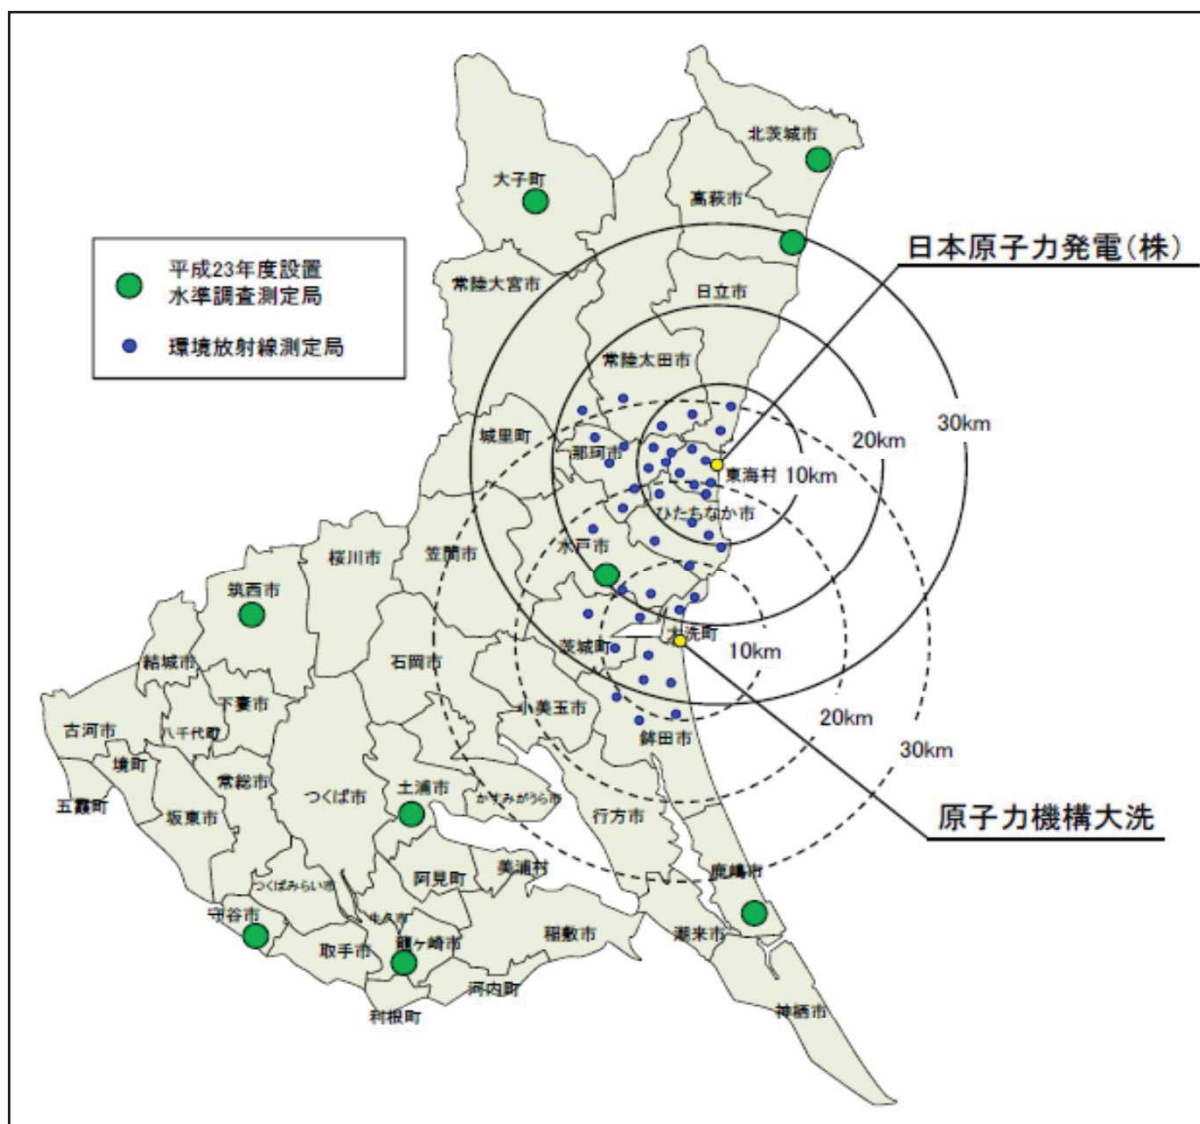 北茨城市
大子町
高萩市
日本原子力発電(株)
平成23年度設置
水準調査測定局
環境放射線測定局
常陸大宮市
日立市
常陸太田市
城里町
30km
20km
那珂市
東海村
10km
ひたちなか市
水戸市
笠間市
桜川市
筑西市
大洗町
茨城町
10km
結城市
石岡市
下妻市
小美玉市
20km
古河市
八千代町
鉾田市
30km
境町
常総市
つくば市
土浦市
かすみがうら市
五霞町
坂東市
行方市
原子力機構大洗
美浦村
阿見町
鹿嶋市
つくばみらい市
守谷市
牛久市
取手市
龍ヶ崎市
稲敷市
潮来市
河内町
利根町
神栖市